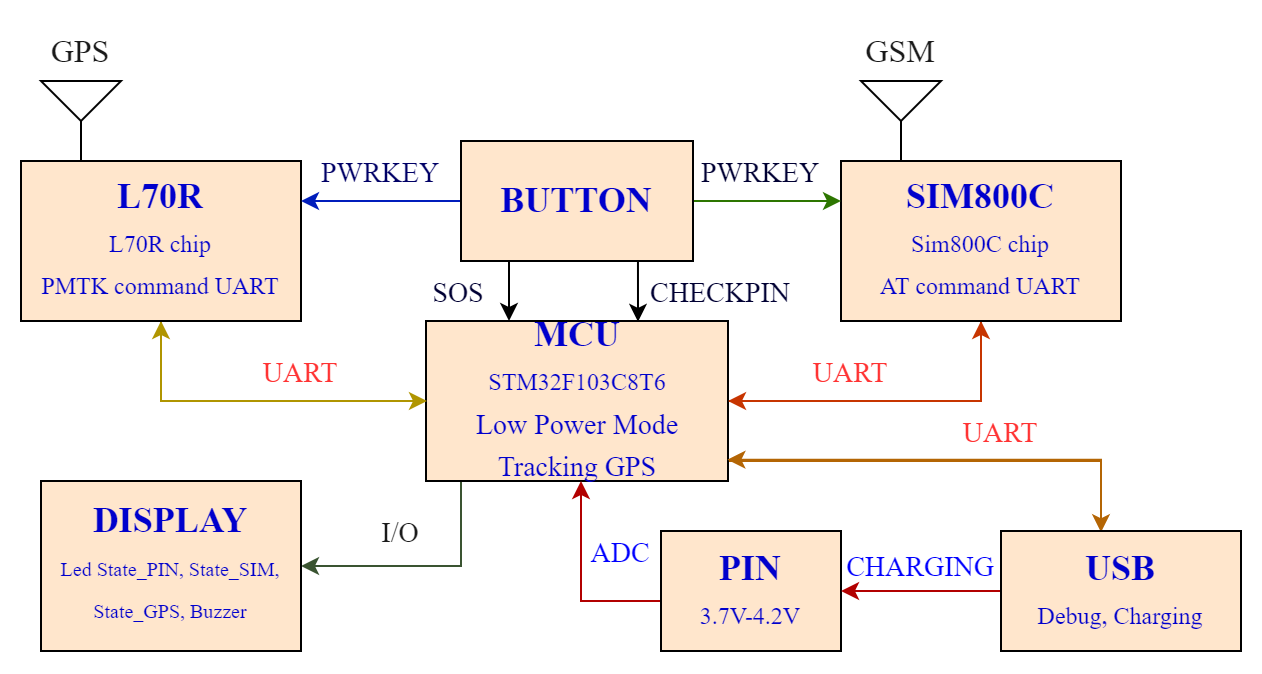 GPS
GSM
L70R
L70R chip
PMTK command UART
PWRKEY
BUTTON
PWRKEY
SIM800C
Sim800C chip
AT command UART
SOS
CHECKPIN
MCU
STM32F103C8T6
Low Power Mode
Tracking GPS
UART
UART
UART
DISPLAY
Led State_PIN, State_SIM,
State_GPS, Buzzer
I/O
ADC
PIN
3.7V-4.2V
CHARGING
USB
Debug, Charging